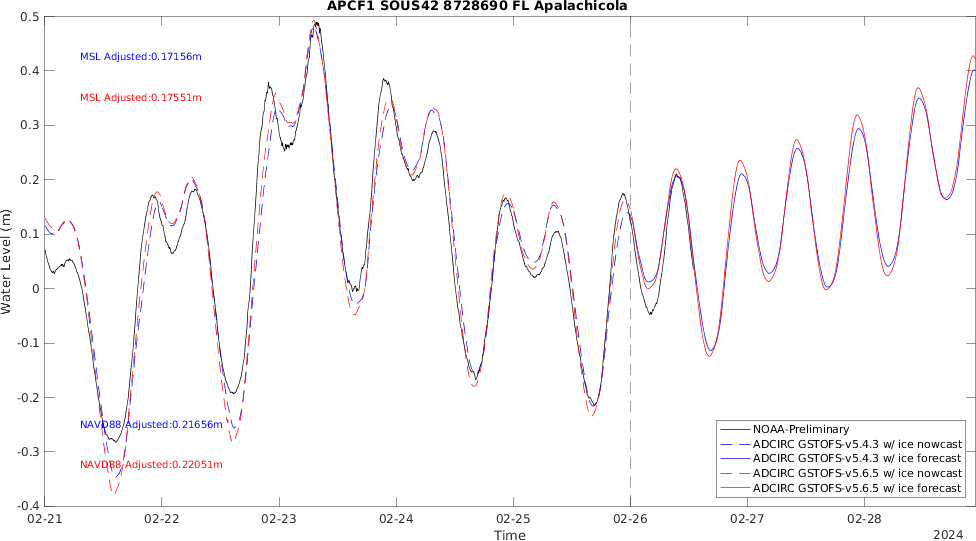 APCF1 SOUS42 8728690 FL Apalachicola
0.5
0.4
0.3
0.2
0.1
0
-0.1
-0.2
-0.3
-0.4
Water Level (m)
MSL Adjusted:0.17156m
MSL Adjusted:0.17551m
NAVD88 Adjusted:0.21656m
NAVD88 Adjusted:0.22051m
NOAA-Preliminary
ADCIRC GSTOFS-v5.4.3 w/ ice nowcast
ADCIRC GSTOFS-v5.4.3 w/ ice forecast
ADCIRC GSTOFS-v5.6.5 w/ ice nowcast
ADCIRC GSTOFS-v5.6.5 w/ ice forecast
02-21 02-22 02-23 02-24 02-25 02-26 02-27 02-28
Time
2024